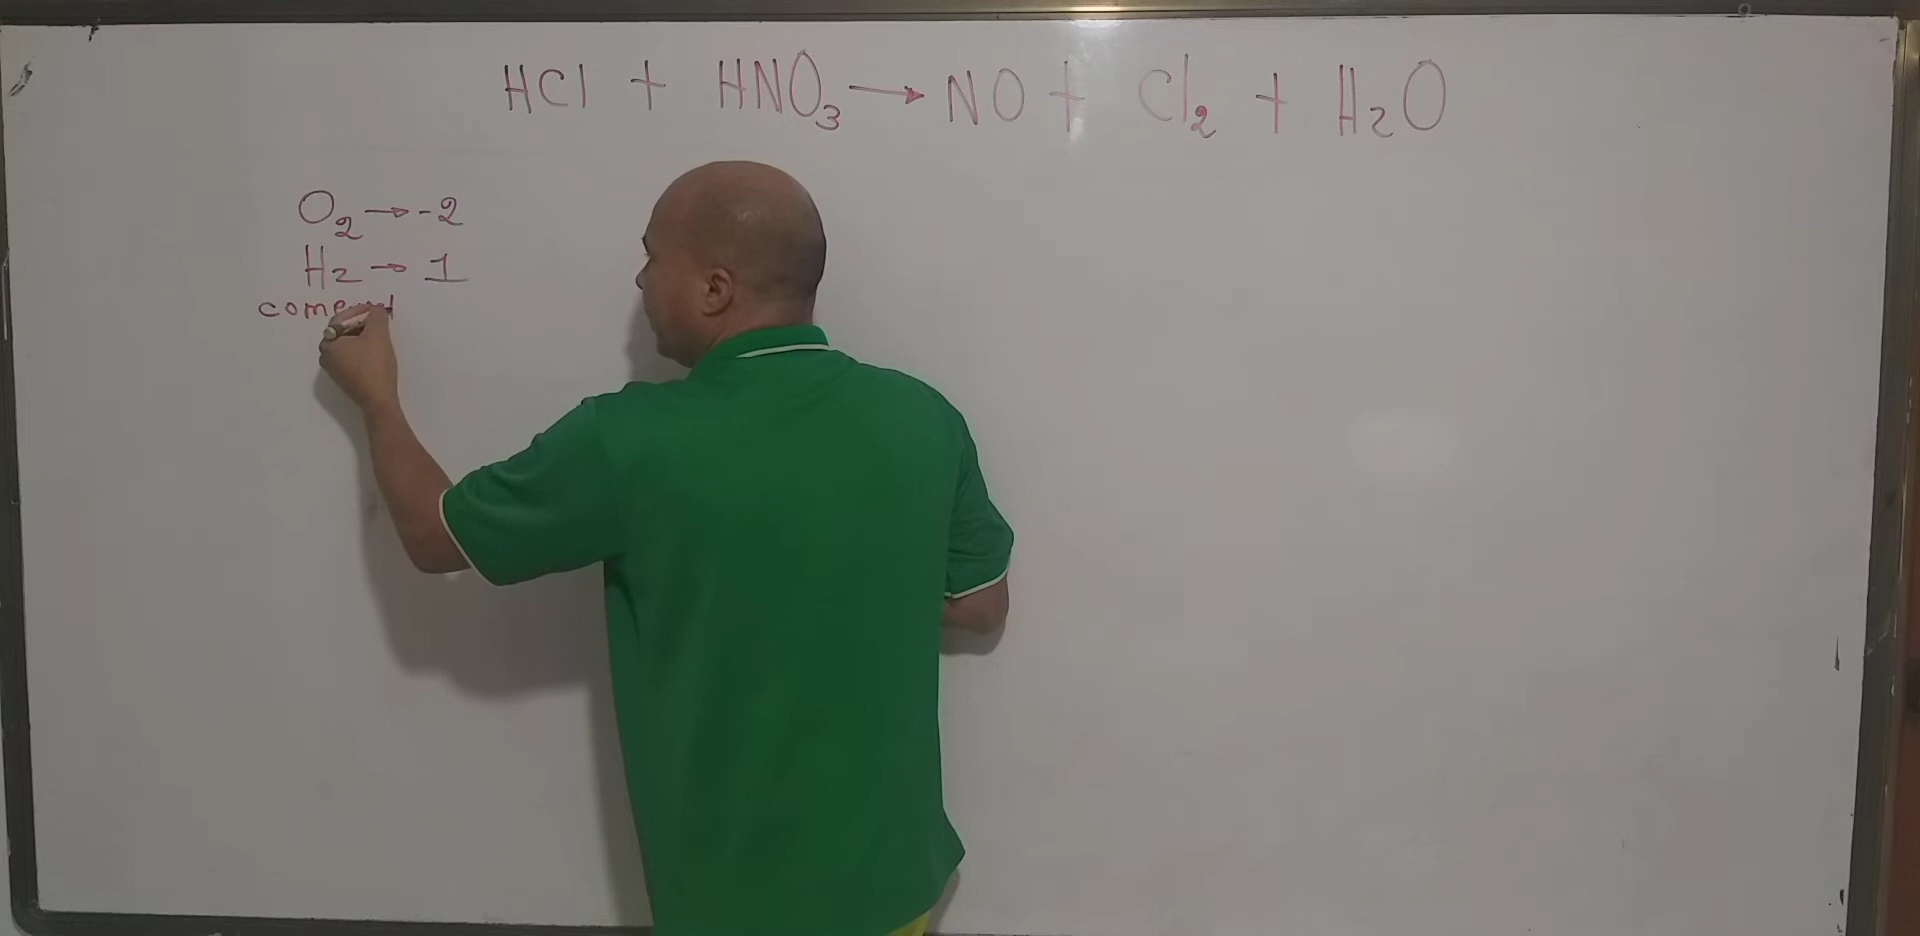 HCl + HNO₃ → NO + Cl₂ + H₂O
O₂ → -2
H₂ → 1